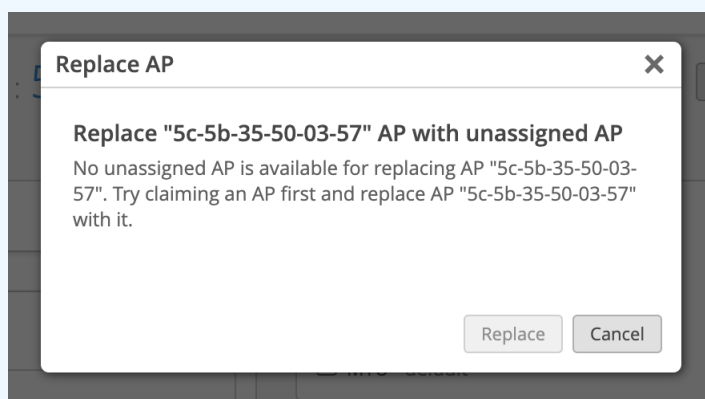 Replace AP
Replace "5c-5b-35-50-03-57" AP with unassigned AP
No unassigned AP is available for replacing AP "5c-5b-35-50-03-
57". Try claiming an AP first and replace AP "5c-5b-35-50-03-57"
with it.
Replace
Cancel